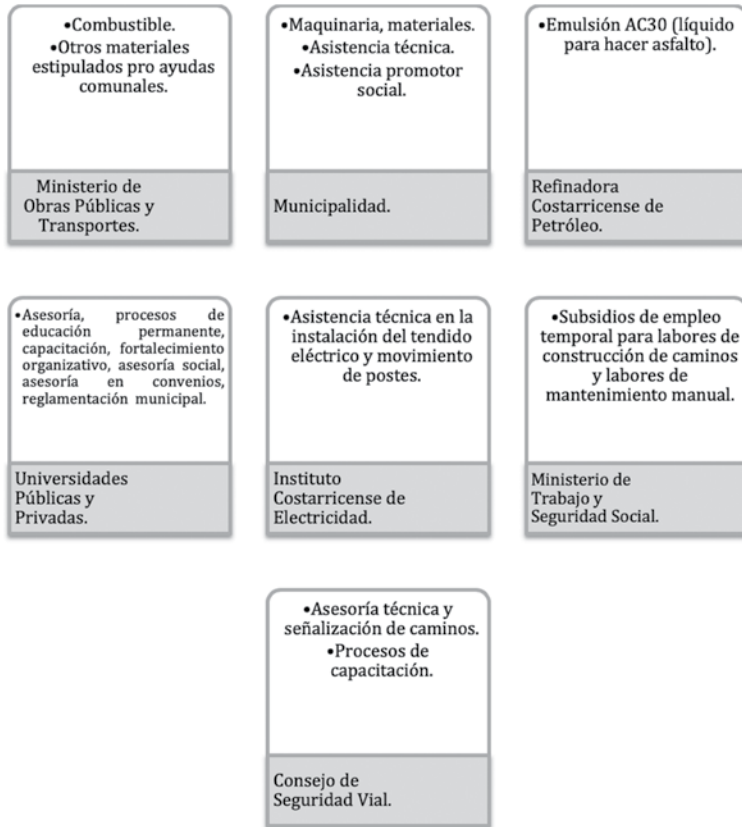 •Combustible.
•Otros materiales
estipulados pro ayudas
comunales.
Ministerio de
Obras Públicas y
Transportes.
•Maquinaria, materiales.
•Asistencia técnica.
•Asistencia promotor
social.
Municipalidad.
•Emulsión AC30 (líquido
para hacer asfalto).
Refinadora
Costarricense de
Petróleo.
•Asesoría, procesos de
educación permanente,
capacitación, fortalecimiento
organizativo, asesoría social,
asesoría en convenios,
reglamentación municipal.
Universidades
Públicas y
Privadas.
•Asistencia técnica en la
instalación del tendido
eléctrico y movimiento
de postes.
Instituto
Costarricense de
Electricidad.
•Subsidios de empleo
temporal para labores de
construcción de caminos
y labores de
mantenimiento manual.
Ministerio de
Trabajo y
Seguridad Social.
•Asesoría técnica y
señalización de caminos.
•Procesos de
capacitación.
Consejo de
Seguridad Vial.